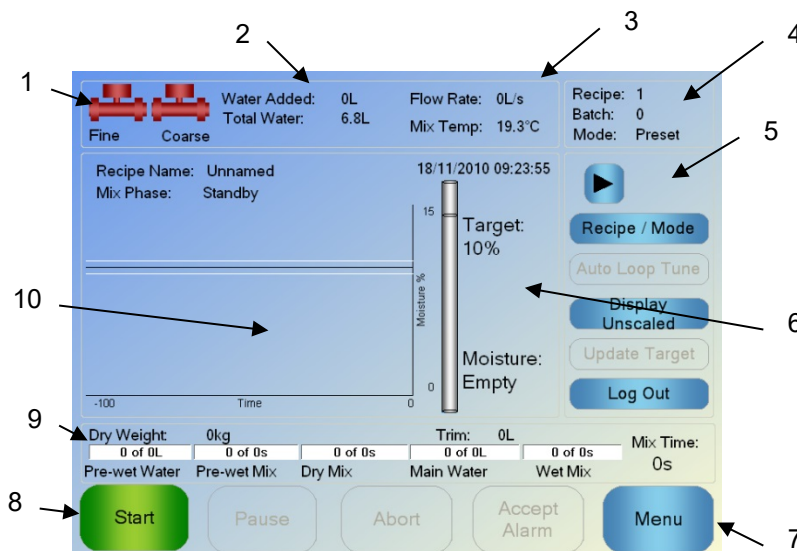 1
2
3
4
Fine
Coarse
Water Added: 0L
Total Water: 6.8L
Flow Rate: 0L/s
Mix Temp: 19.3°C
Recipe: 1
Batch: 0
Mode: Preset
5
Recipe Name: Unnamed
Mix Phase: Standby
18/11/2010 09:23:55
15
Moisture %
0
-100
Time
0
Target:
10%
Moisture:
Empty
Recipe / Mode
Auto Loop Tune
Display
Unscaled
Update Target
Log Out
10
6
9
Dry Weight: 0kg
Trim: 0L
0 of 0L
0 of 0s
0 of 0s
0 of 0L
0 of 0s
Pre-wet Water
Pre-wet Mix
Dry Mix
Main Water
Wet Mix
Mix Time:
0s
8
Start
Pause
Abort
Accept
Alarm
Menu
7